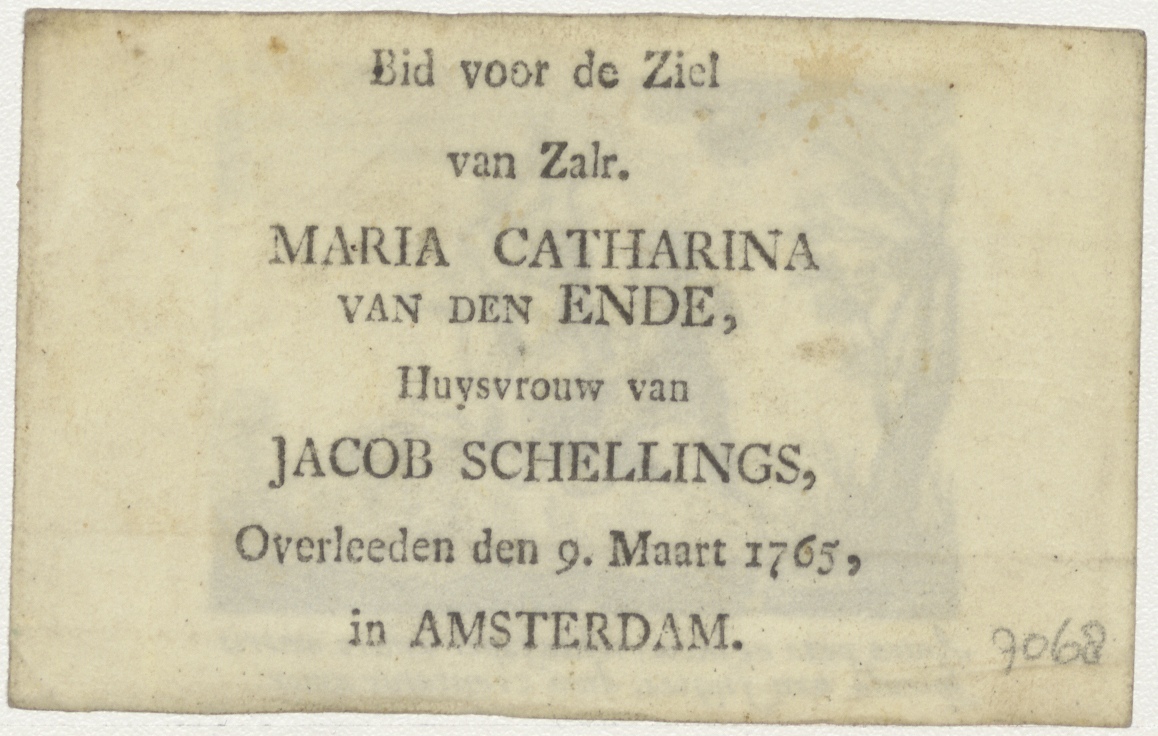 Bid voor de Ziel
van Zalr.
MARIA CATHARINA
VAN DEN ENDE,
Huysvrouw van
JACOB SCHELLINGS,
Overleeden den 9. Maart 1765,
in AMSTERDAM.
7068